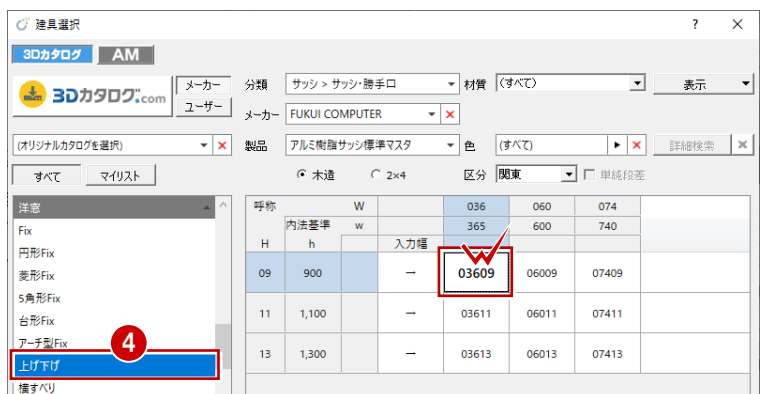 建具選択
? ×
3Dカタログ AM
3Dカタログ.com メーカー 分類 サッシ > サッシ・勝手口 材質 (すべて) 表示
ユーザー メーカー FUKUI COMPUTER ×
(オリジナルカタログを選択) × 製品 アルミ樹脂サッシ標準マスタ 色 (すべて) × 詳細検索 ×
すべて マイリスト 木造 2×4 区分 関東 単純段差
洋窓
Fix
円形Fix
菱形Fix
5角形Fix
台形Fix
アーチ型Fix
4
上げ下げ
横すべり
呼称 W 036 060 074
内法基準 w 365 600 740
H h 入力幅
09 900 → 03609 06009 07409
11 1,100 → 03611 06011 07411
13 1,300 → 03613 06013 07413